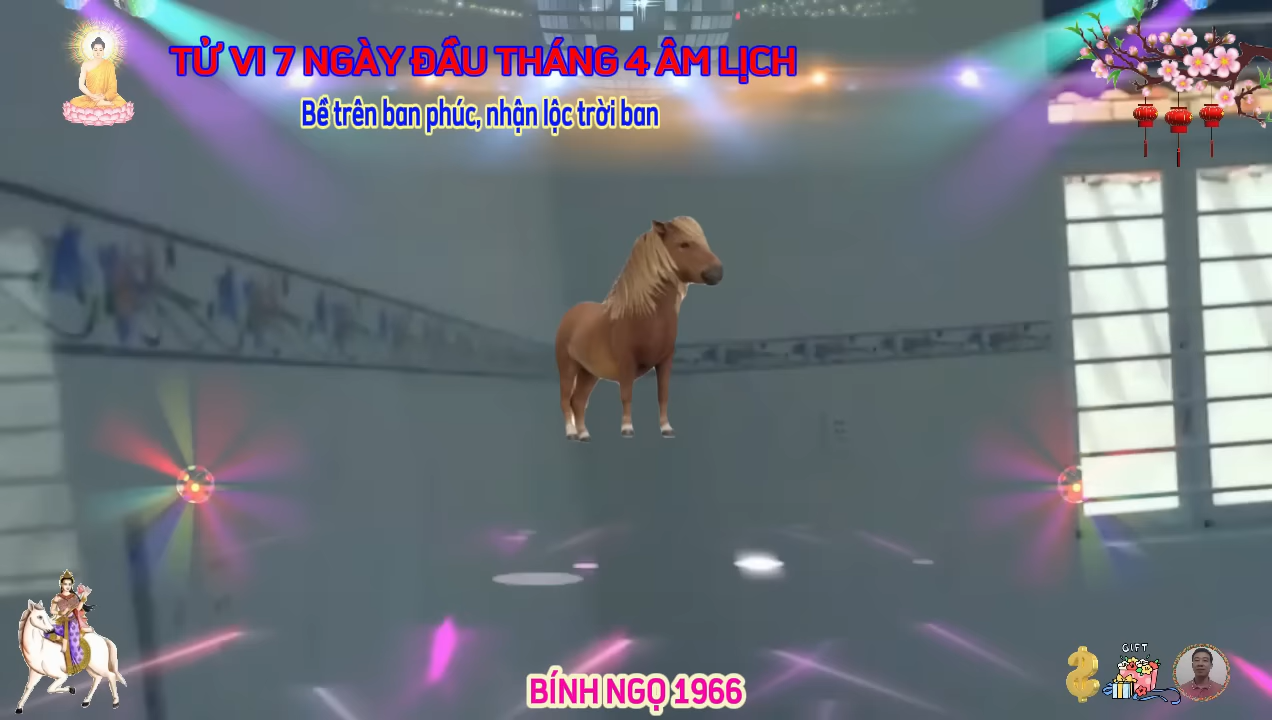 TỬ VI 7 NGÀY ĐẦU THÁNG 4 ÂM LỊCH
Bề trên ban phúc, nhận lộc trời ban
GIFT
BÍNH NGỌ 1966